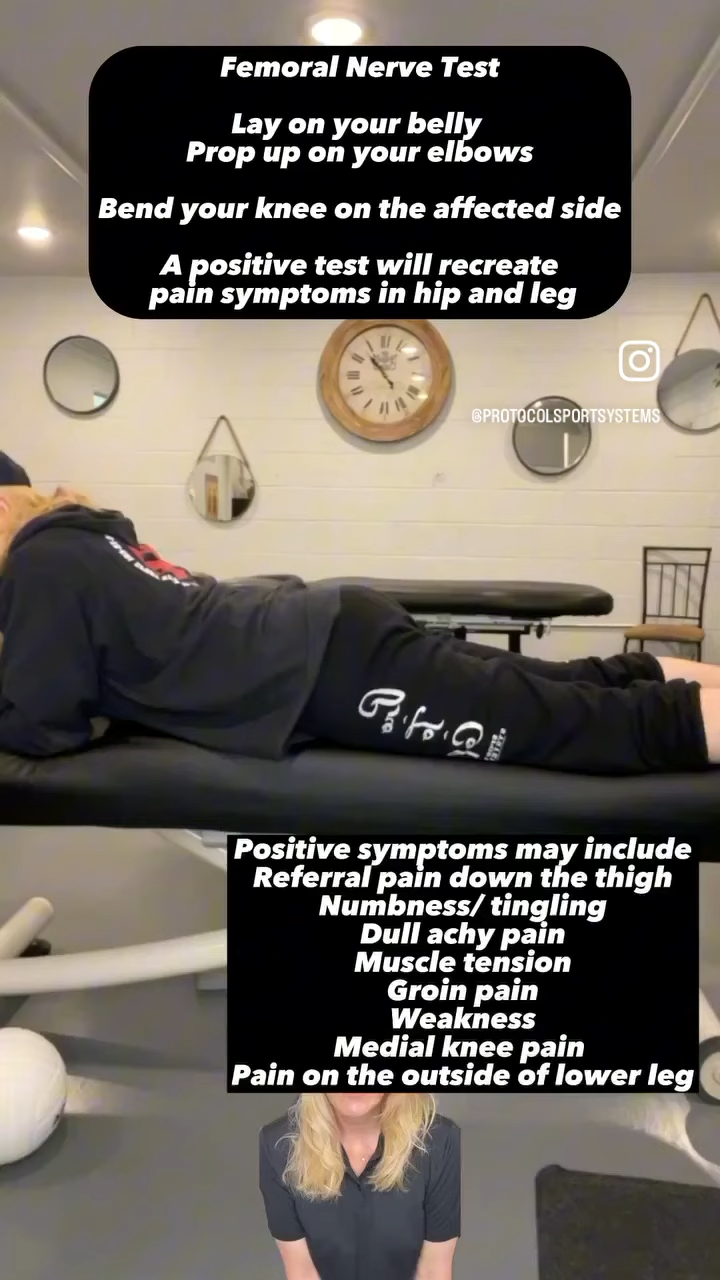 Femoral Nerve Test
Lay on your belly
Prop up on your elbows
Bend your knee on the affected side
A positive test will recreate
pain symptoms in hip and leg
@PROTOCOLSPORTSYSTEMS
Pro.To.Col
Positive symptoms may include
Referral pain down the thigh
Numbness/ tingling
Dull achy pain
Muscle tension
Groin pain
Weakness
Medial knee pain
Pain on the outside of lower leg